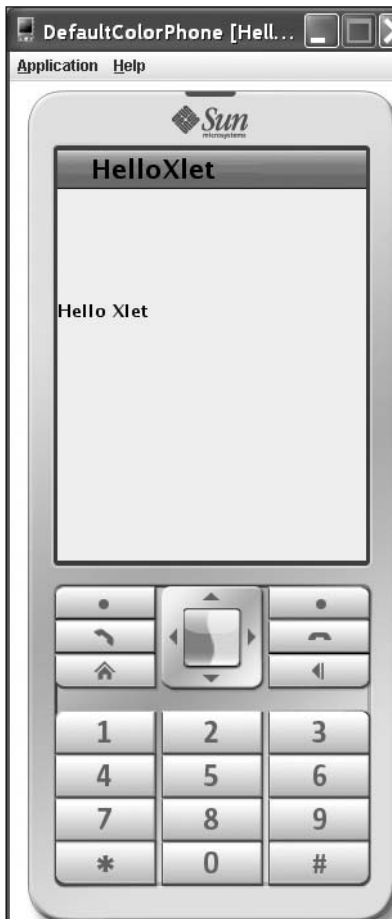 DefaultColorPhone [Hell...
Application Help
Sun
microsystems
HelloXlet
Hello Xlet
1 2 3
4 5 6
7 8 9
* 0 #